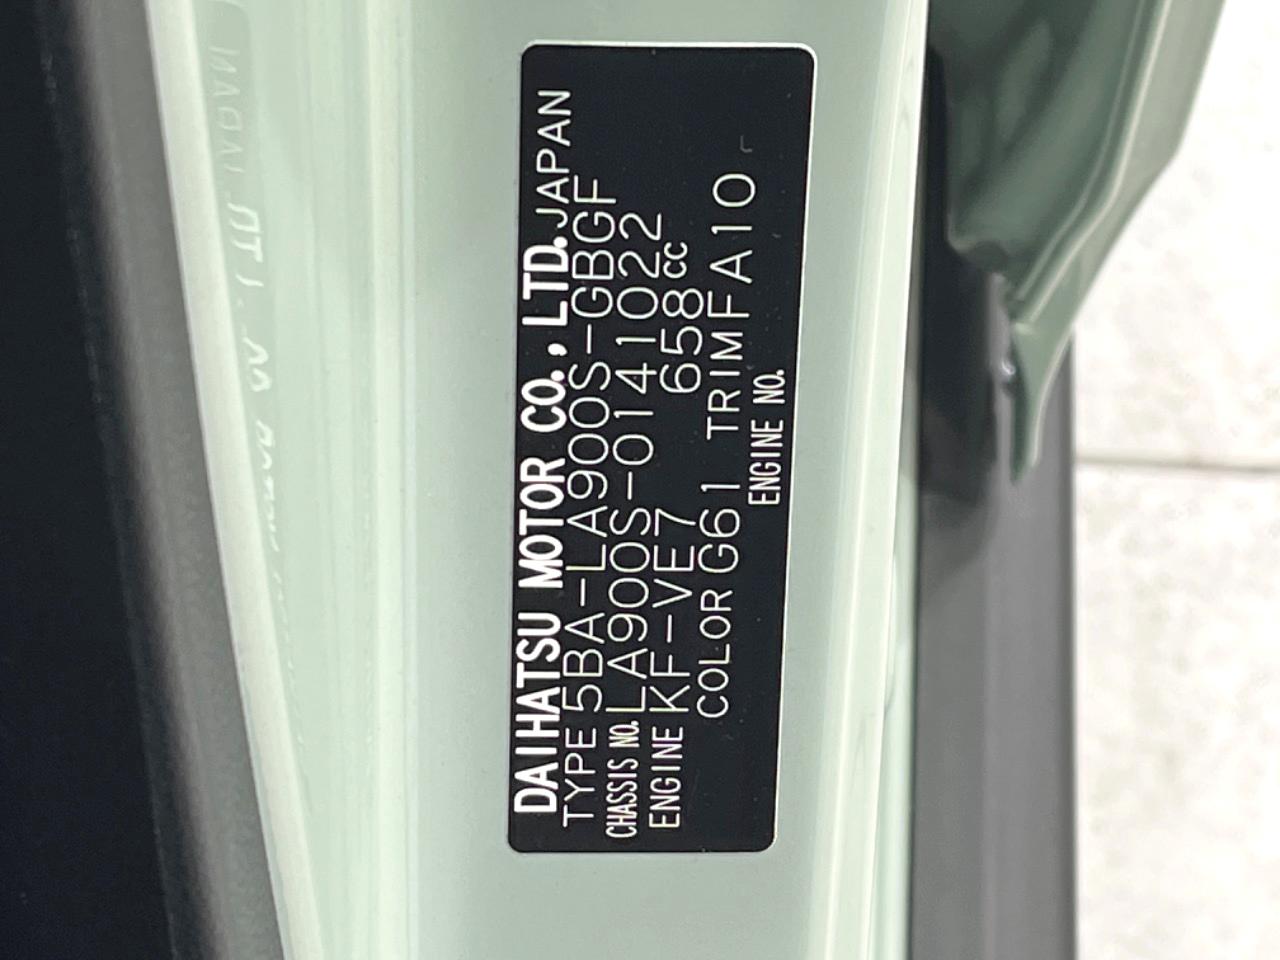 DAIHATSU MOTOR CO., LTD. JAPAN
TYPE 5BA-LA900S-GBGF
CHASSIS NO. LA900S-0141022
ENGINE KF-VE7 658cc
COLOR G61 TRIM FA10
ENGINE NO.